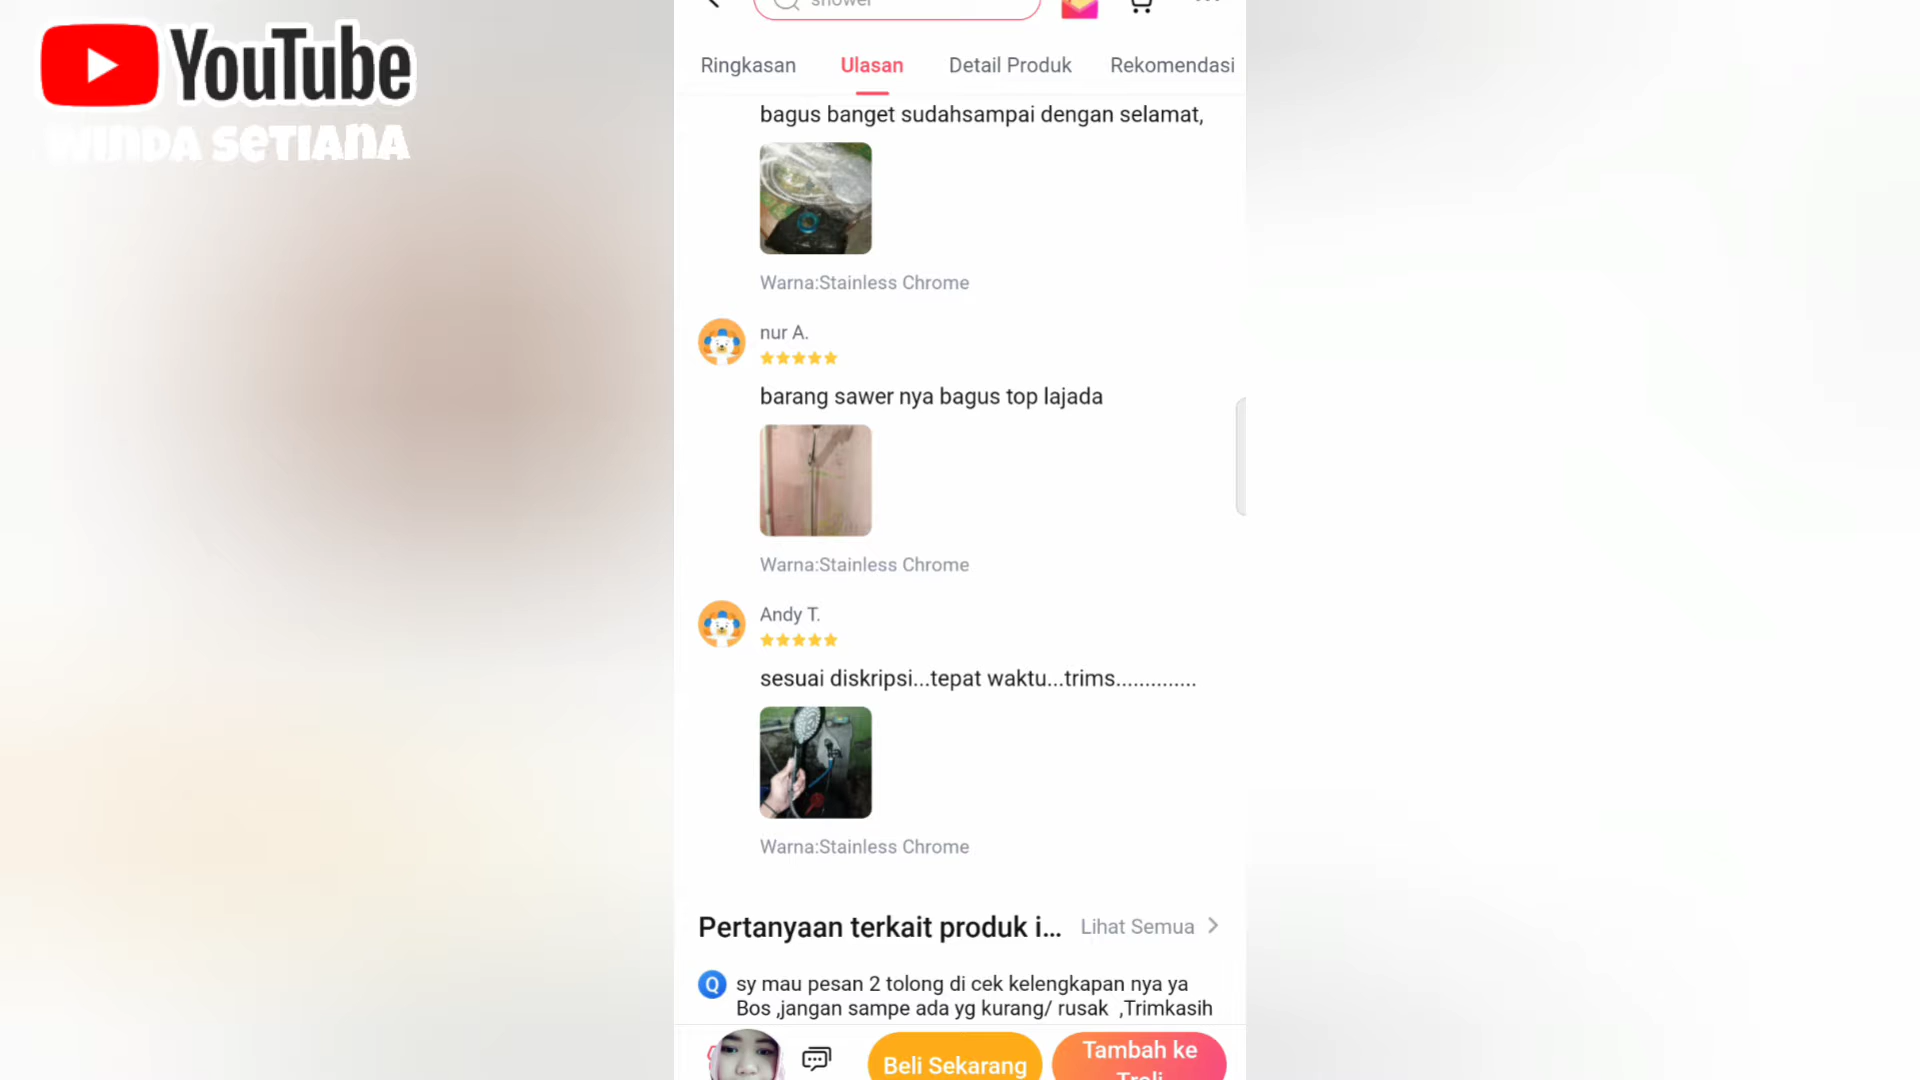 YouTube
WINDA SETIANA
shower
Ringkasan Ulasan Detail Produk Rekomendasi
bagus banget sudahsampai dengan selamat,
Warna:Stainless Chrome
nur A.
barang sawer nya bagus top lajada
Warna:Stainless Chrome
Andy T.
sesuai diskripsi...tepat waktu...trims..............
Warna:Stainless Chrome
Pertanyaan terkait produk i... Lihat Semua
Q sy mau pesan 2 tolong di cek kelengkapan nya ya
Bos ,jangan sampe ada yg kurang/ rusak ,Trimkasih
Beli Sekarang
Tambah ke
Troli